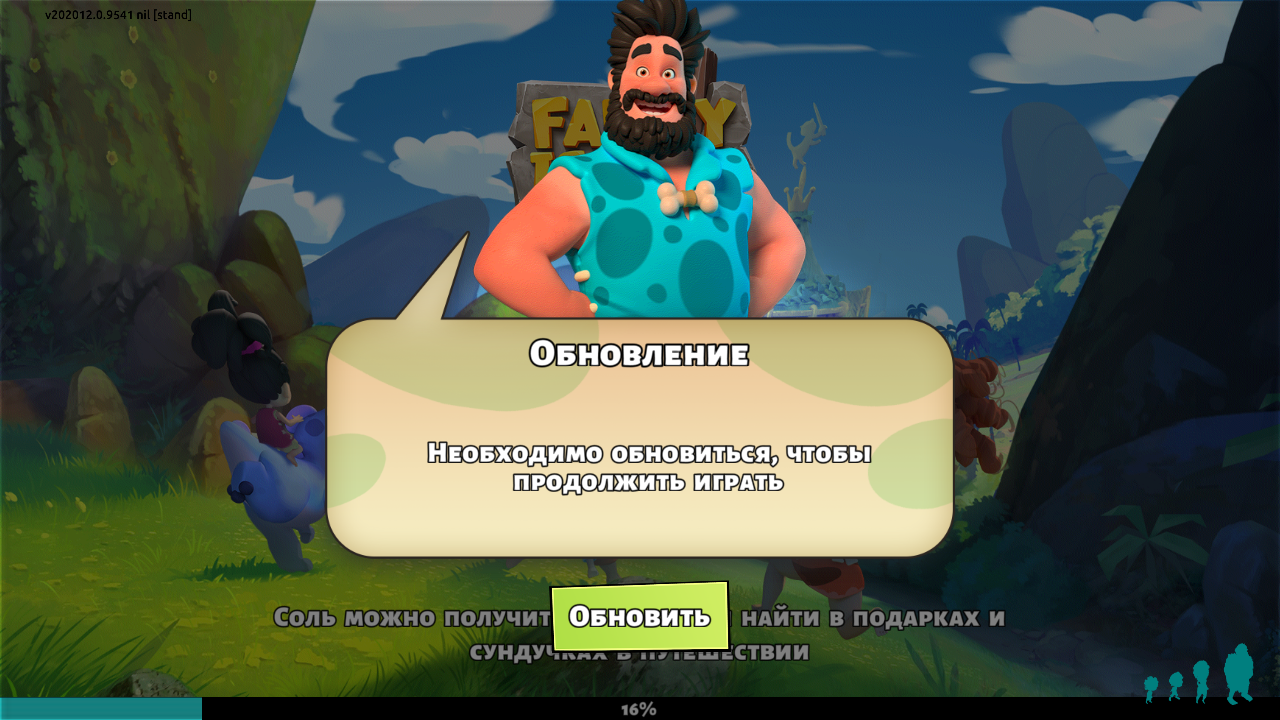 v202012.0.9541 nil [stand]
FA Y
Обновление
Необходимо обновиться, чтобы
продолжить играть
Соль можно получит
Обновить
найти в подарках и
сундучках в путешествии
16%